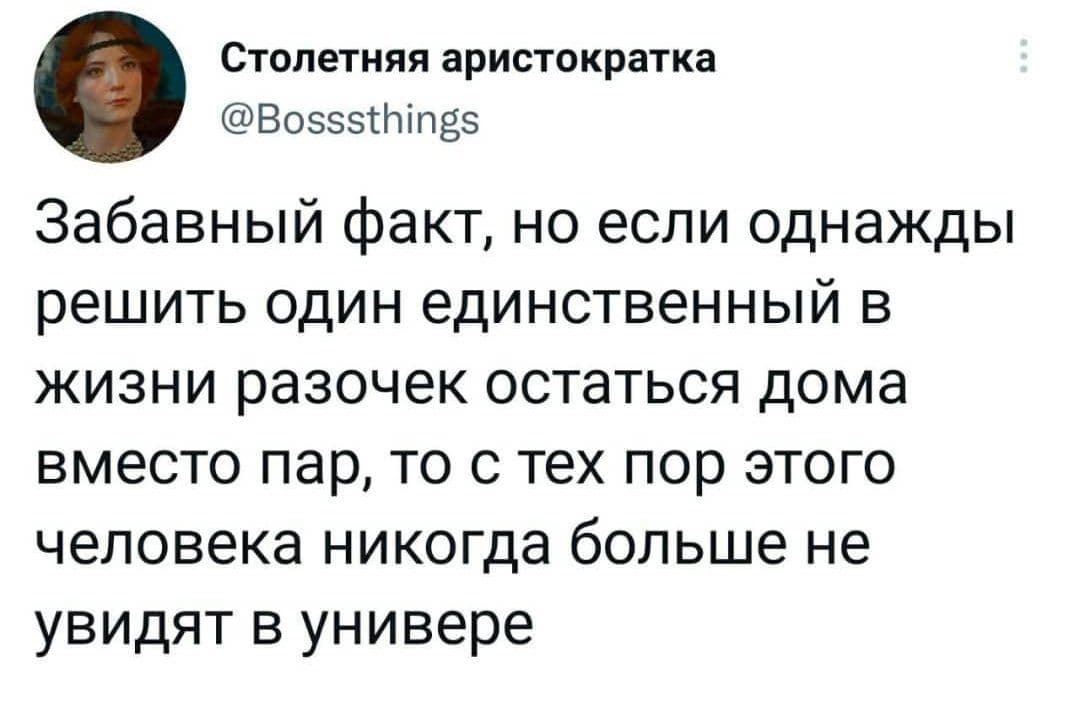 Столетняя аристократка
@Bosssthings
Забавный факт, но если однажды
решить один единственный в
жизни разочек остаться дома
вместо пар, то с тех пор этого
человека никогда больше не
увидят в универе